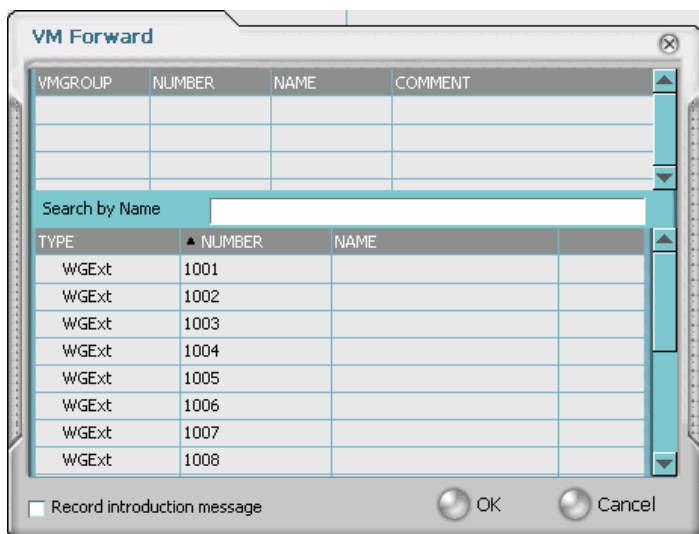 VM Forward
VMGROUP NUMBER NAME COMMENT
Search by Name
TYPE NUMBER NAME
WGExt 1001
WGExt 1002
WGExt 1003
WGExt 1004
WGExt 1005
WGExt 1006
WGExt 1007
WGExt 1008
Record introduction message OK Cancel